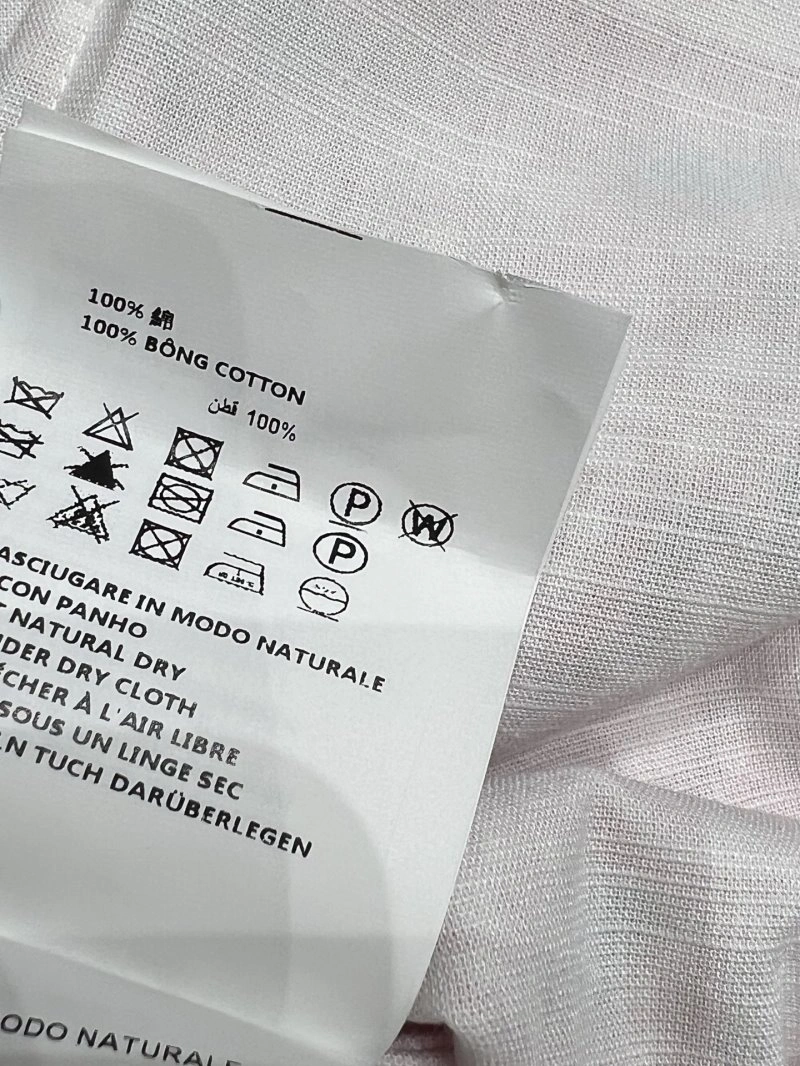 100% 綿
100% BÔNG COTTON
100% قطن
P W
P
ASCIUGARE IN MODO NATURALE
CON PANHO
NATURAL DRY
DER DRY CLOTH
ÉCHER À L'AIR LIBRE
SOUS UN LINGE SEC
TUCH DARÜBERLEGEN
ODO NATURALE